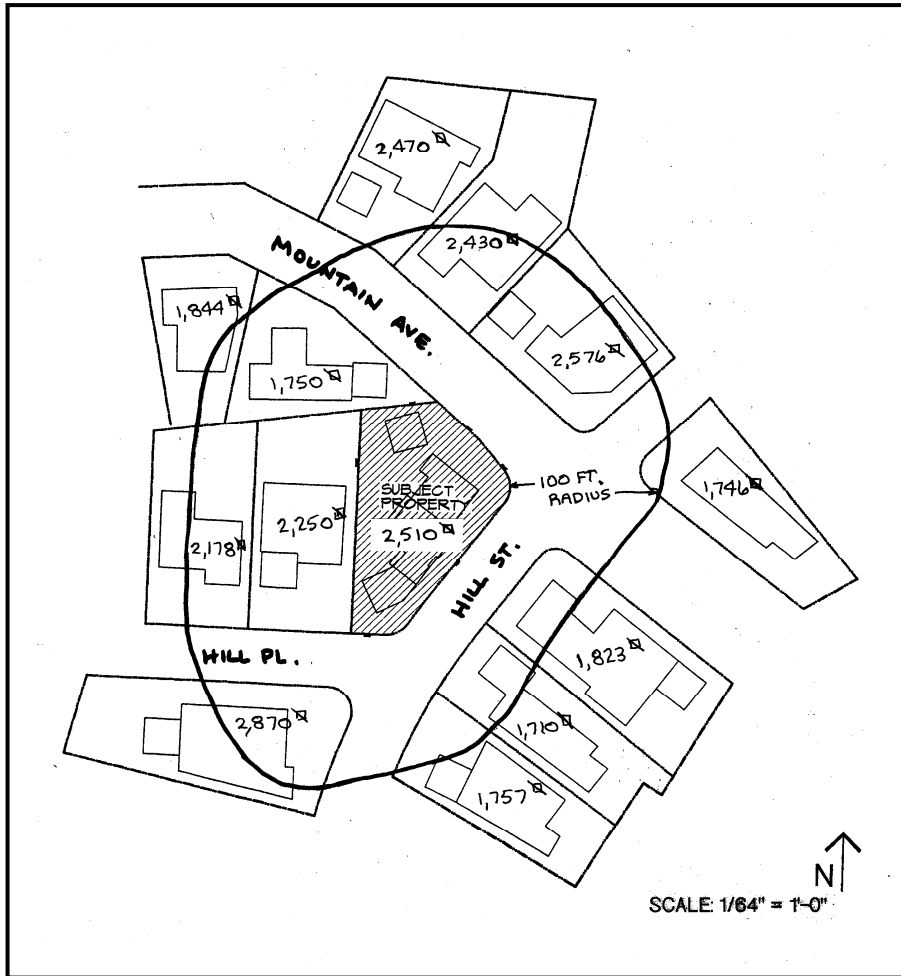 2,470
MOUNTAIN AVE.
2,430
1,844
2,576
1,750
SUBJECT
PROPERTY
100 FT.
RADIUS
1,746
2,250
2,510
2,178
HILL ST.
HILL PL.
1,823
2,870
1,710
1,757
N
SCALE: 1/64" = 1'-0"